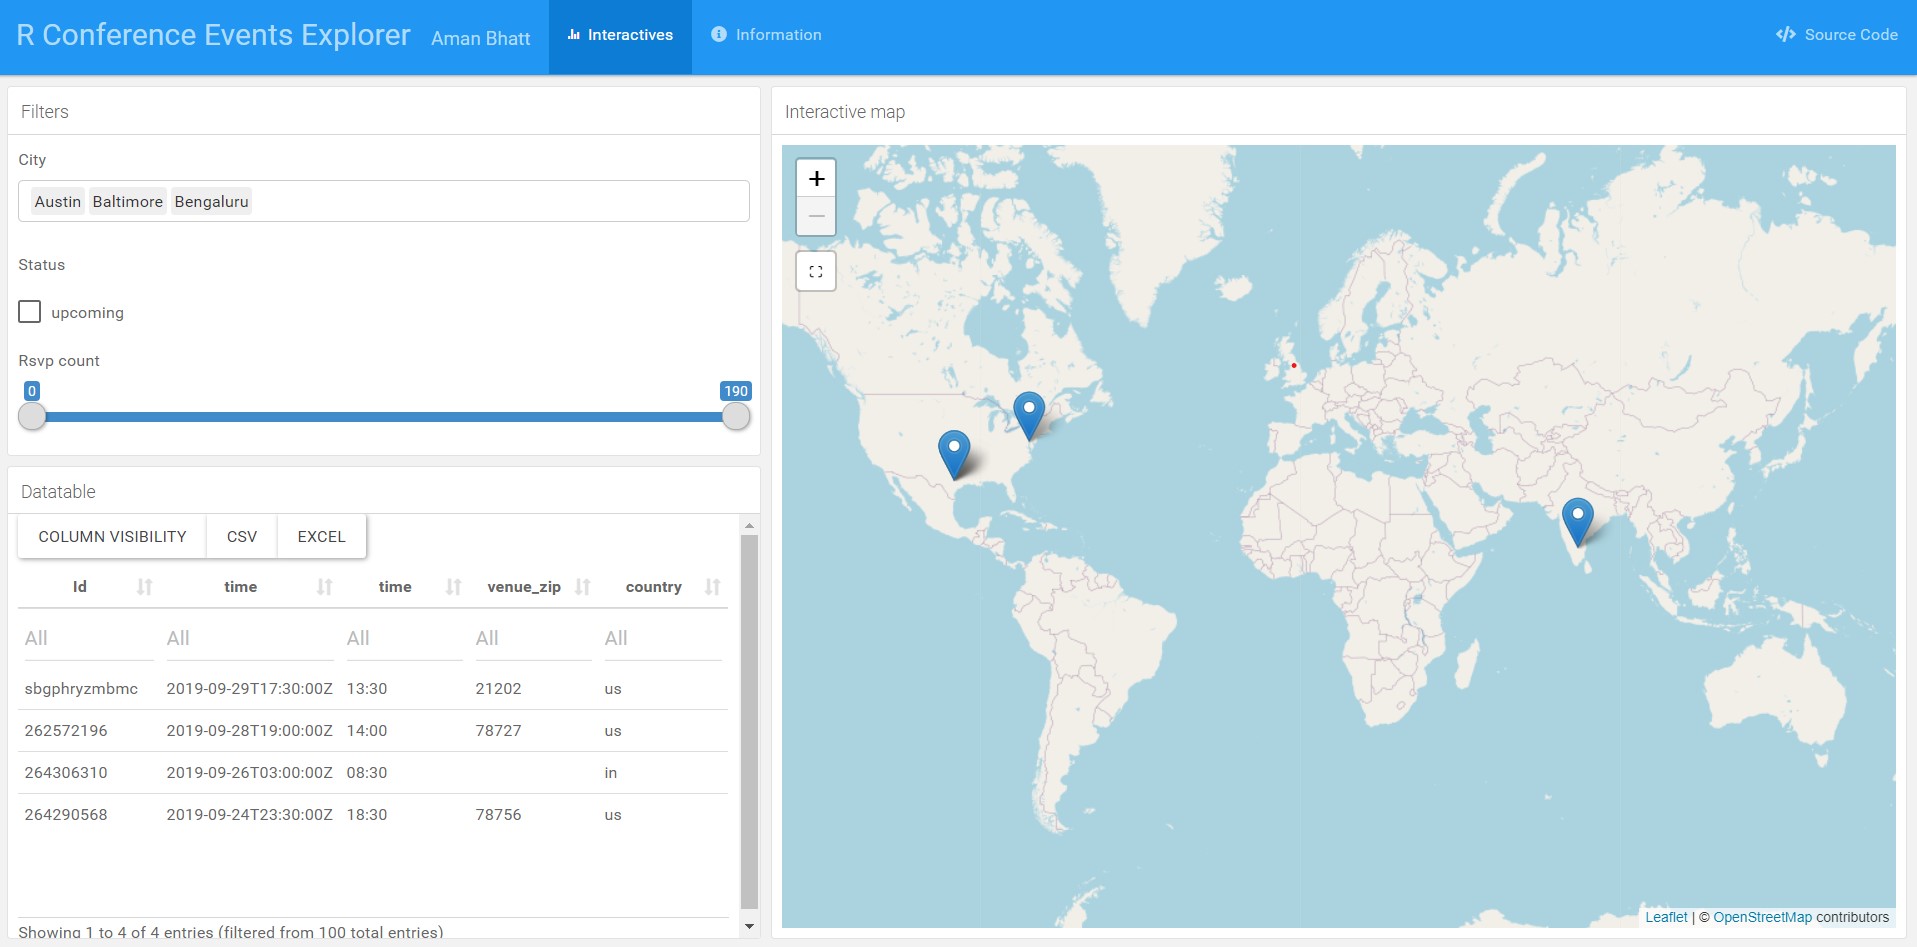 R Conference Events Explorer Aman Bhatt Interactives Information Source Code
Filters
City
Austin Baltimore Bengaluru
Status
upcoming
Rsvp count
0 190
Datatable
COLUMN VISIBILITY CSV EXCEL
Id time time venue_zip country
All All All All All
sbgphryzmbmc 2019-09-29T17:30:00Z 13:30 21202 us
262572196 2019-09-28T19:00:00Z 14:00 78727 us
264306310 2019-09-26T03:00:00Z 08:30 in
264290568 2019-09-24T23:30:00Z 18:30 78756 us
Showing 1 to 4 of 4 entries (filtered from 100 total entries)
Interactive map
+
−
Leaflet | © OpenStreetMap contributors